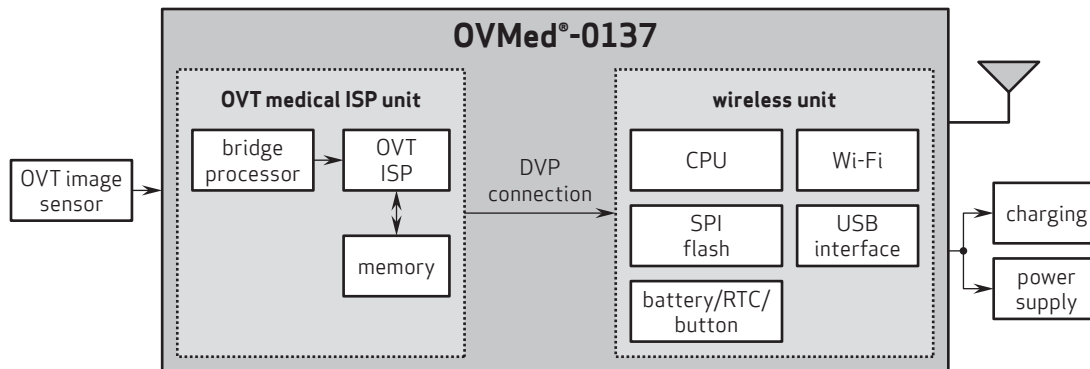 OVMed®-0137
OVT image
sensor
OVT medical ISP unit
bridge
processor
OVT
ISP
memory
DVP
connection
wireless unit
CPU
Wi-Fi
SPI
flash
USB
interface
battery/RTC/
button
charging
power
supply